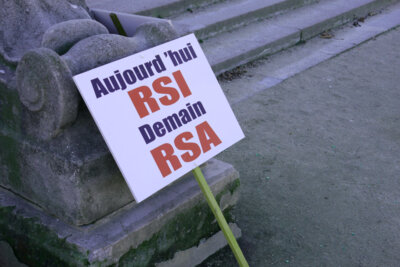 Aujourd 'hui
RSI
Demain
RSA